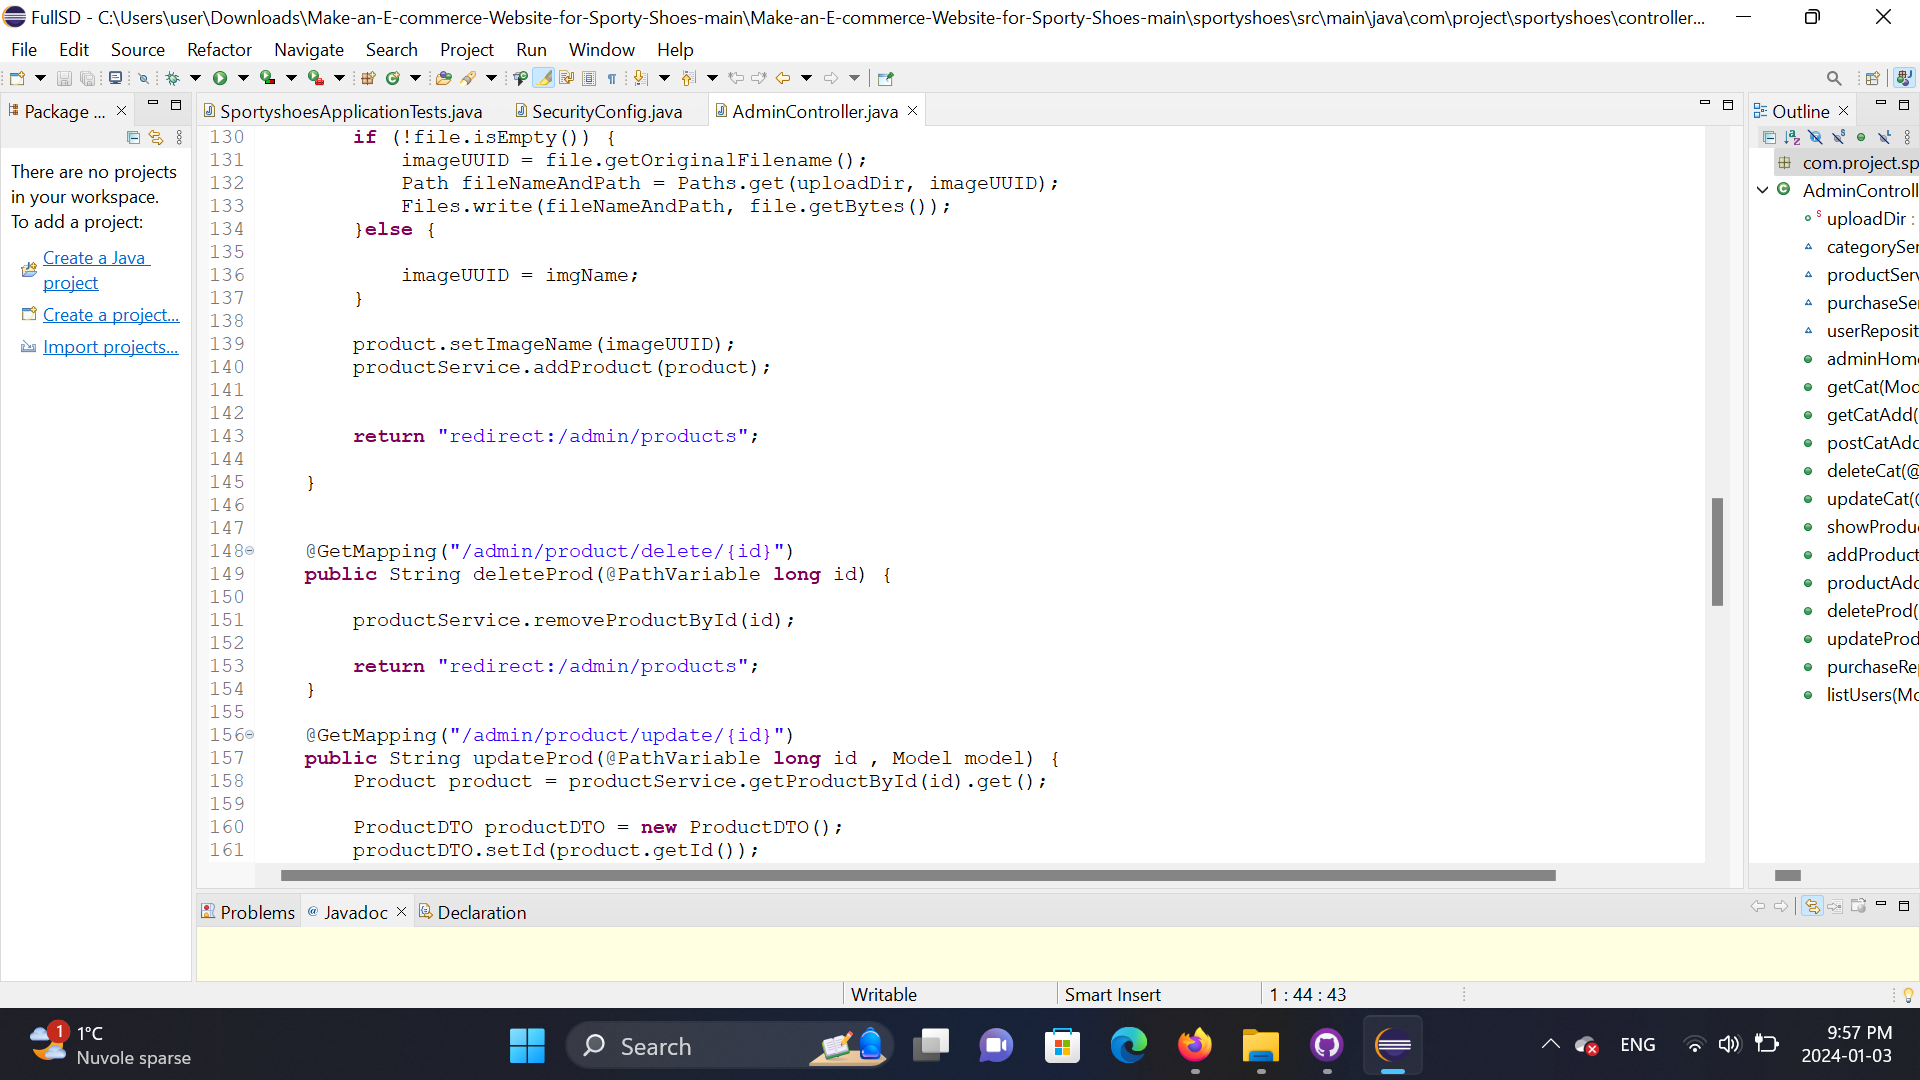 FullSD - C:\Users\user\Downloads\Make-an-E-commerce-Website-for-Sporty-Shoes-main\Make-an-E-commerce-Website-for-Sporty-Shoes-main\sportyshoes\src\main\java\com\project\sportyshoes\controller...
File Edit Source Refactor Navigate Search Project Run Window Help
Package ...
There are no projects
in your workspace.
To add a project:
Create a Java
project
Create a project...
Import projects...
SportyshoesApplicationTests.java SecurityConfig.java AdminController.java
130 if (!file.isEmpty()) {
131 imageUUID = file.getOriginalFilename();
132 Path fileNameAndPath = Paths.get(uploadDir, imageUUID);
133 Files.write(fileNameAndPath, file.getBytes());
134 }else {
135
136 imageUUID = imgName;
137 }
138
139 product.setImageName(imageUUID);
140 productService.addProduct(product);
141
142
143 return "redirect:/admin/products";
144
145 }
146
147
148 @GetMapping("/admin/product/delete/{id}")
149 public String deleteProd(@PathVariable long id) {
150
151 productService.removeProductById(id);
152
153 return "redirect:/admin/products";
154 }
155
156 @GetMapping("/admin/product/update/{id}")
157 public String updateProd(@PathVariable long id , Model model) {
158 Product product = productService.getProductById(id).get();
159
160 ProductDTO productDTO = new ProductDTO();
161 productDTO.setId(product.getId());
Outline
com.project.sp
AdminControll
uploadDir :
categorySer
productServ
purchaseSer
userReposit
adminHome
getCat(Mod
getCatAdd(
postCatAdd
deleteCat(@
updateCat(@
showProdu
addProduct
productAdd
deleteProd(
updateProd
purchaseRep
listUsers(Mo
Problems @ Javadoc Declaration
Writable Smart Insert 1 : 44 : 43
1
1°C
Nuvole sparse
Search
ENG
9:57 PM
2024-01-03